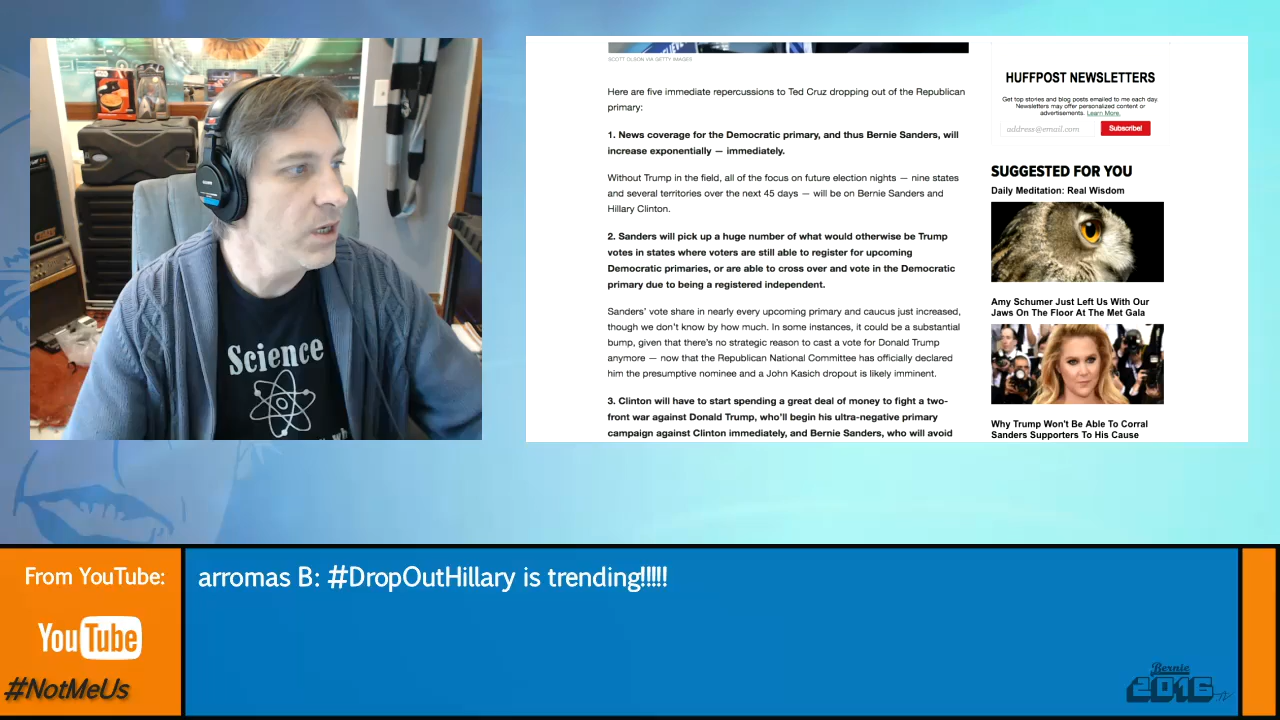 SCOTT OLSON VIA GETTY IMAGES
Here are five immediate repercussions to Ted Cruz dropping out of the Republican
primary:
1. News coverage for the Democratic primary, and thus Bernie Sanders, will
increase exponentially — immediately.
Without Trump in the field, all of the focus on future election nights — nine states
and several territories over the next 45 days — will be on Bernie Sanders and
Hillary Clinton.
2. Sanders will pick up a huge number of what would otherwise be Trump
votes in states where voters are still able to register for upcoming
Democratic primaries, or are able to cross over and vote in the Democratic
primary due to being a registered independent.
Sanders' vote share in nearly every upcoming primary and caucus just increased,
though we don't know by how much. In some instances, it could be a substantial
bump, given that there's no strategic reason to cast a vote for Donald Trump
anymore — now that the Republican National Committee has officially declared
him the presumptive nominee and a John Kasich dropout is likely imminent.
3. Clinton will have to start spending a great deal of money to fight a two-
front war against Donald Trump, who'll begin his ultra-negative primary
campaign against Clinton immediately, and Bernie Sanders, who will avoid
HUFFPOST NEWSLETTERS
Get top stories and blog posts emailed to me each day.
Newsletters may offer personalized content or
advertisements. Learn More.
address@email.com
Subscribe!
SUGGESTED FOR YOU
Daily Meditation: Real Wisdom
Amy Schumer Just Left Us With Our
Jaws On The Floor At The Met Gala
Why Trump Won't Be Able To Corral
Sanders Supporters To His Cause
Science
From YouTube:
YouTube
#NotMeUs
arromas B: #DropOutHillary is trending!!!!!
Bernie
2016
TV